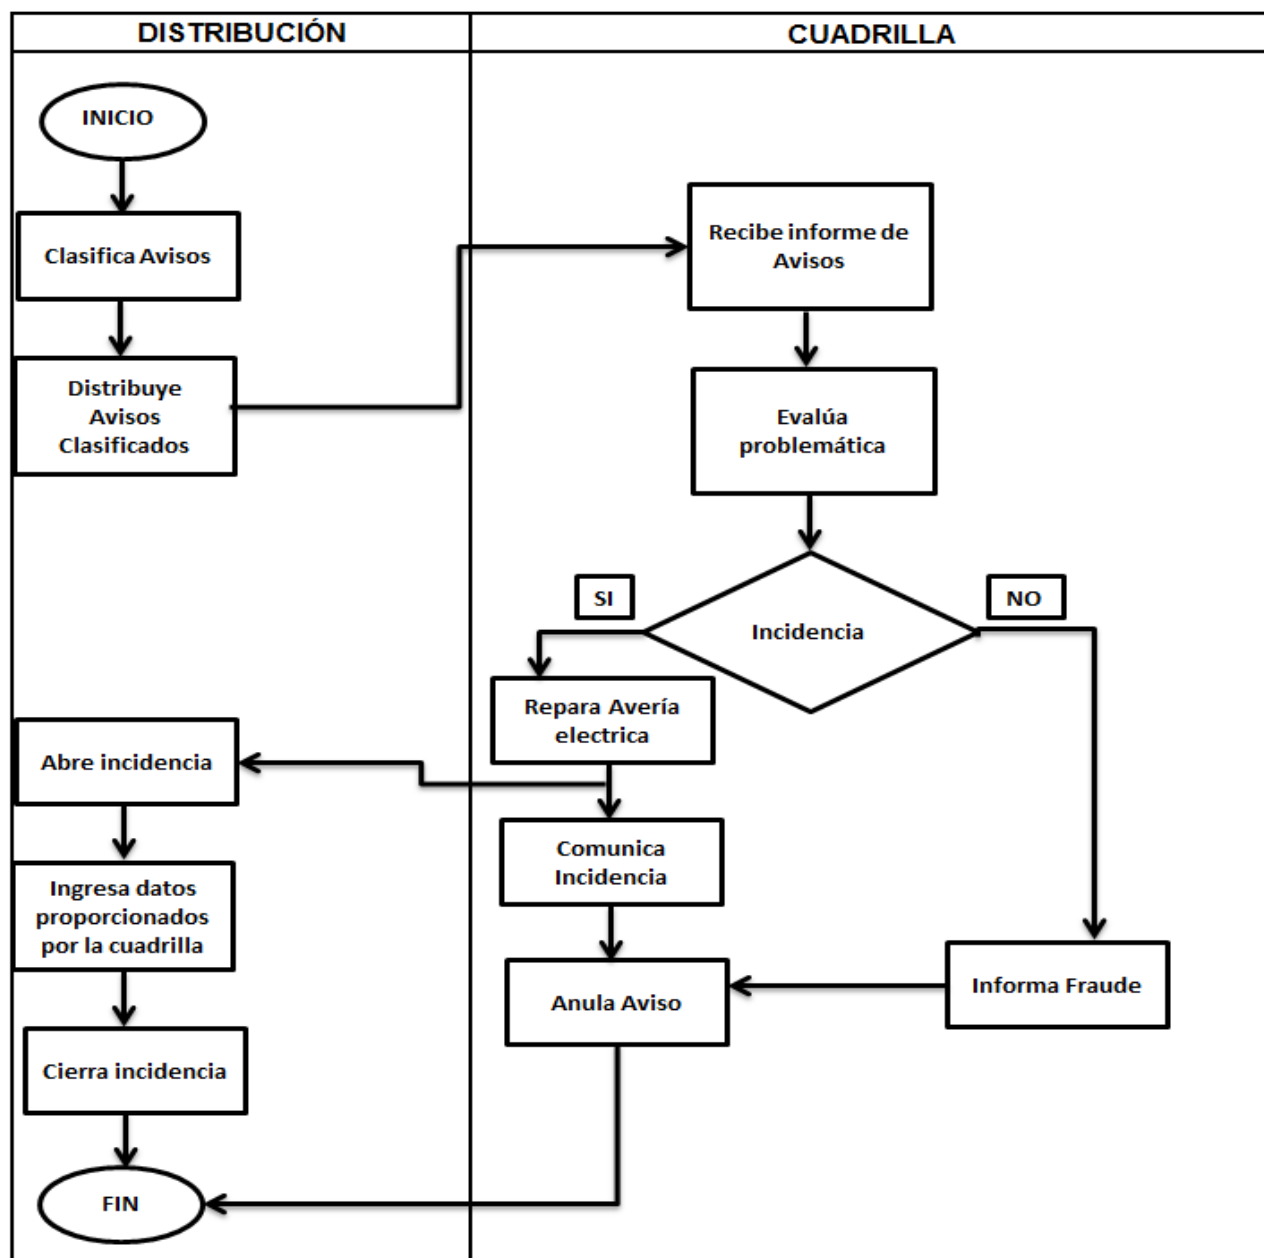 DISTRIBUCIÓN
CUADRILLA
INICIO
Clasifica Avisos
Distribuye
Avisos
Clasificados
Recibe informe de
Avisos
Evalúa
problemática
Incidencia
SI
NO
Repara Avería
electrica
Abre incidencia
Comunica
Incidencia
Ingresa datos
proporcionados
por la cuadrilla
Anula Aviso
Informa Fraude
Cierra incidencia
FIN